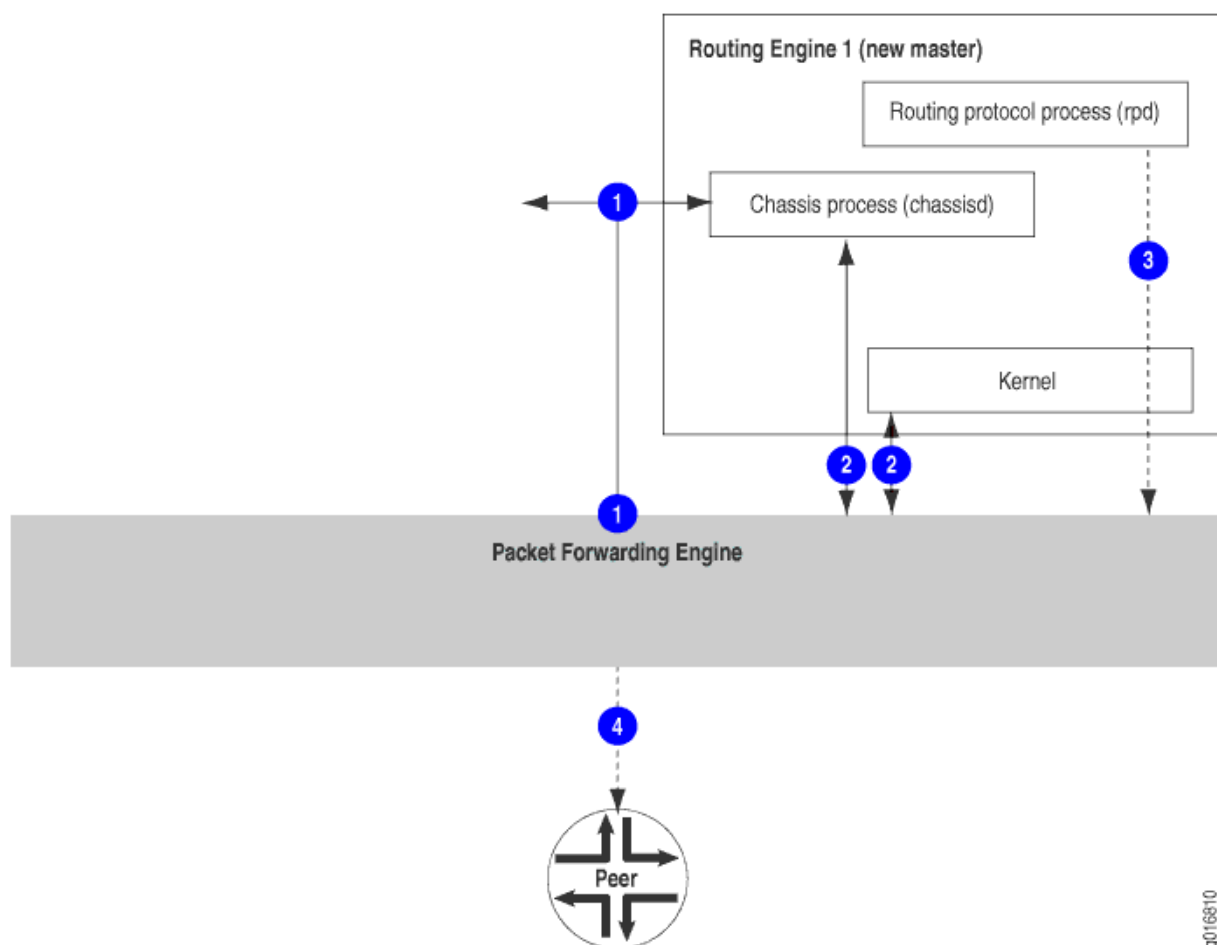 Routing Engine 1 (new master)
Routing protocol process (rpd)
1
Chassis process (chassisd)
3
Kernel
2
2
1
Packet Forwarding Engine
4
Peer
g016810